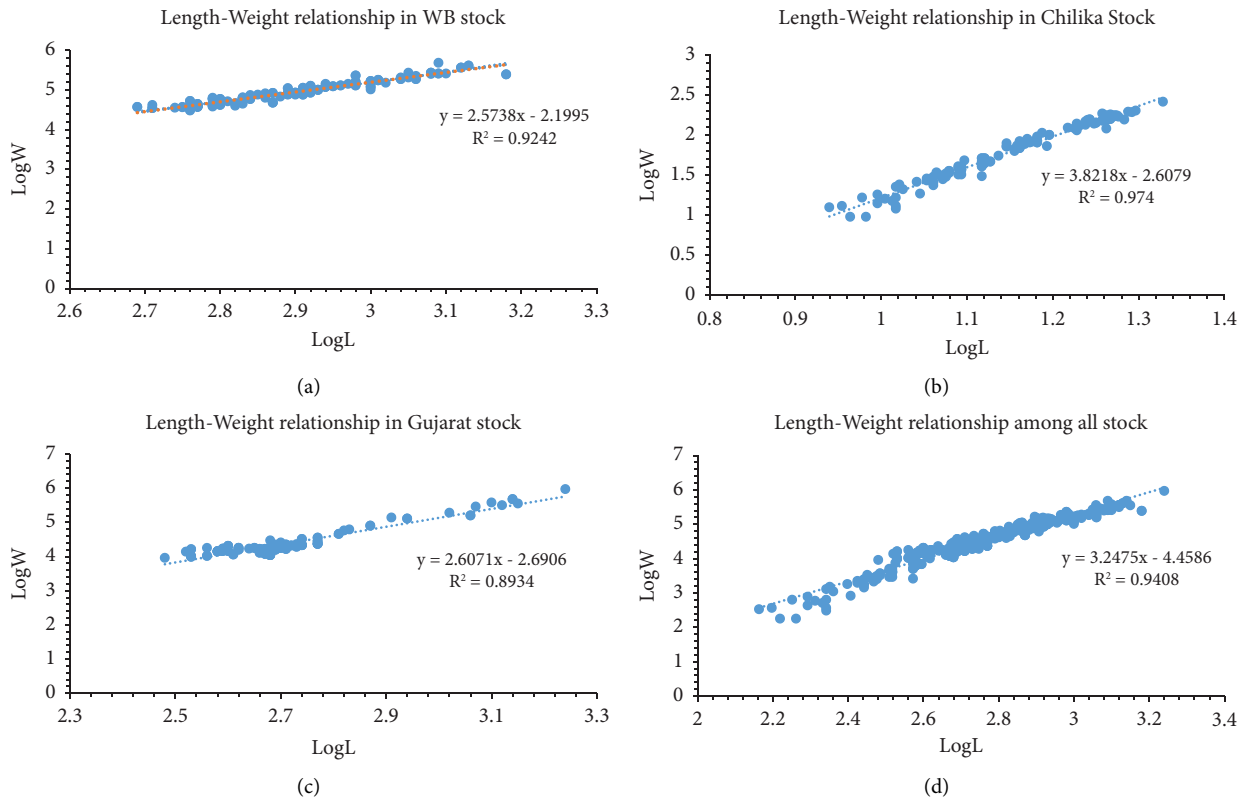 Length-Weight relationship in WB stock
6
5
4
3
2
1
0
LogW
y = 2.5738x - 2.1995
R² = 0.9242
2.6 2.7 2.8 2.9 3 3.1 3.2 3.3
LogL
(a)
Length-Weight relationship in Chilika Stock
3
2.5
2
1.5
1
0.5
0
LogW
y = 3.8218x - 2.6079
R² = 0.974
0.8 0.9 1 1.1 1.2 1.3 1.4
LogL
(b)
Length-Weight relationship in Gujarat stock
7
6
5
4
3
2
1
0
LogW
y = 2.6071x - 2.6906
R² = 0.8934
2.3 2.5 2.7 2.9 3.1 3.3
LogL
(c)
Length-Weight relationship among all stock
7
6
5
4
3
2
1
0
LogW
y = 3.2475x - 4.4586
R² = 0.9408
2 2.2 2.4 2.6 2.8 3 3.2 3.4
LogL
(d)